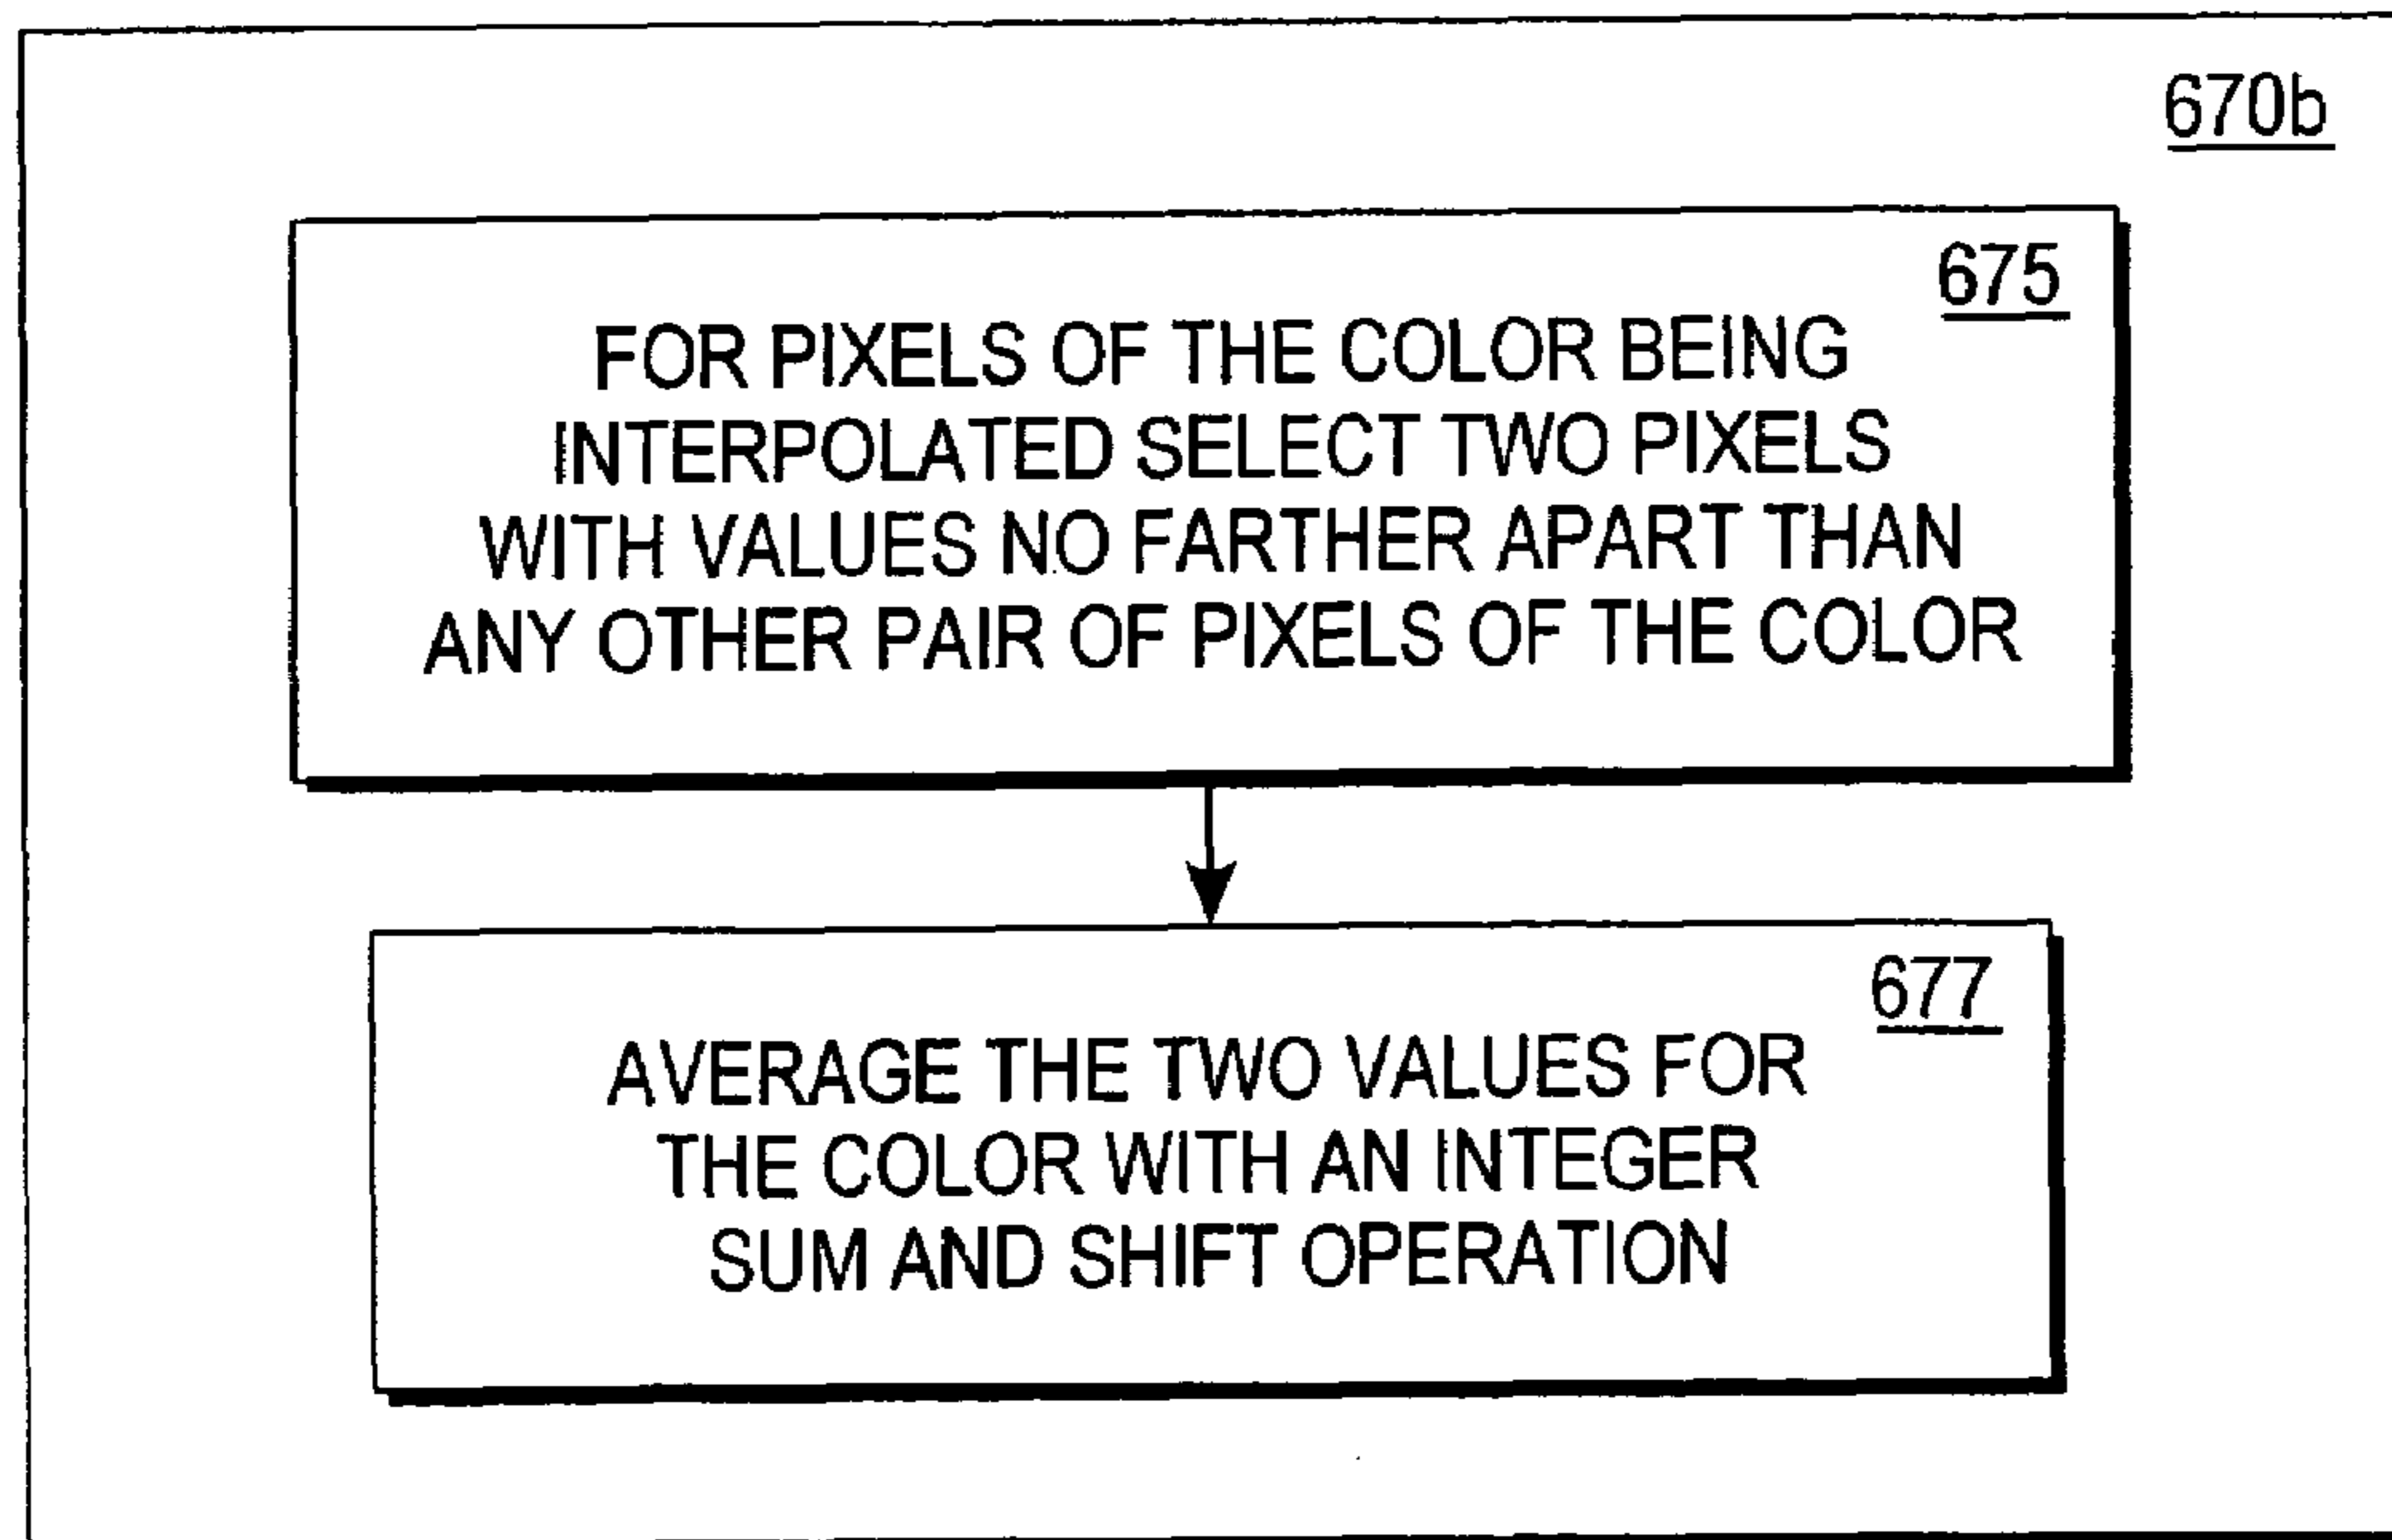 670b
675
FOR PIXELS OF THE COLOR BEING
INTERPOLATED SELECT TWO PIXELS
WITH VALUES NO FARTHER APART THAN
ANY OTHER PAIR OF PIXELS OF THE COLOR
677
AVERAGE THE TWO VALUES FOR
THE COLOR WITH AN INTEGER
SUM AND SHIFT OPERATION